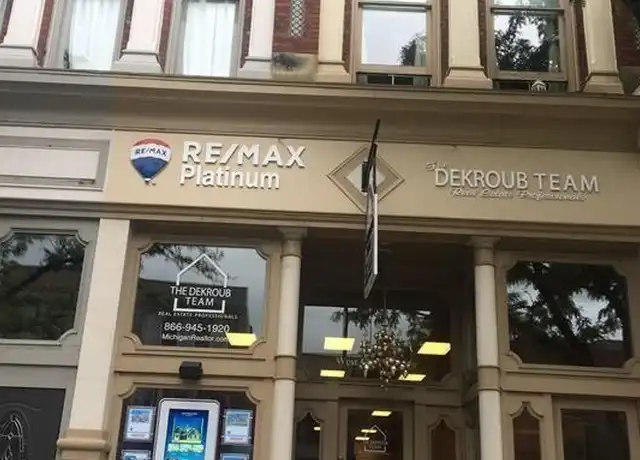 RE/MAX
RE/MAX
Platinum
The
DEKROUB TEAM
Real Estate Professionals
THE DEKROUB
TEAM
REAL ESTATE PROFESSIONALS
866-945-1920
MichiganRealtor.com